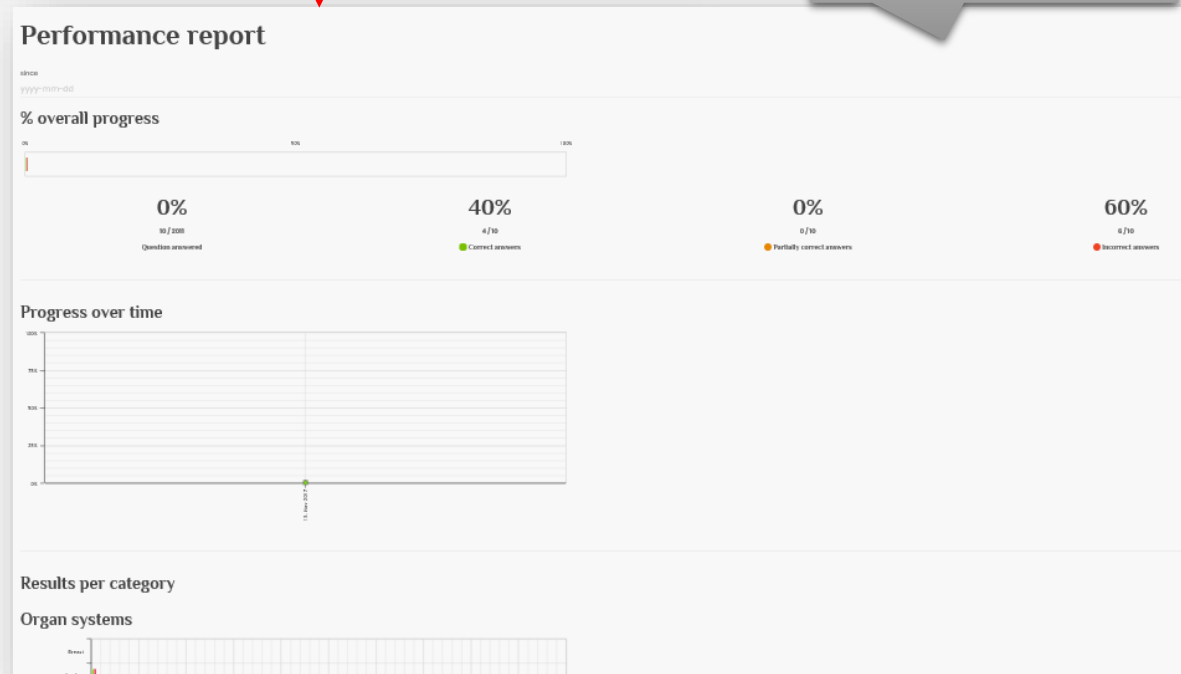 Performance report
since
yyyy-mm-dd
% overall progress
0% 50% 100%
0% 40% 0% 60%
10 / 2011 4 / 10 0 / 10 6 / 10
Question answered Correct answers Partially correct answers Incorrect answers
Progress over time
100%
75%
50%
25%
0%
Results per category
Organ systems
Breast